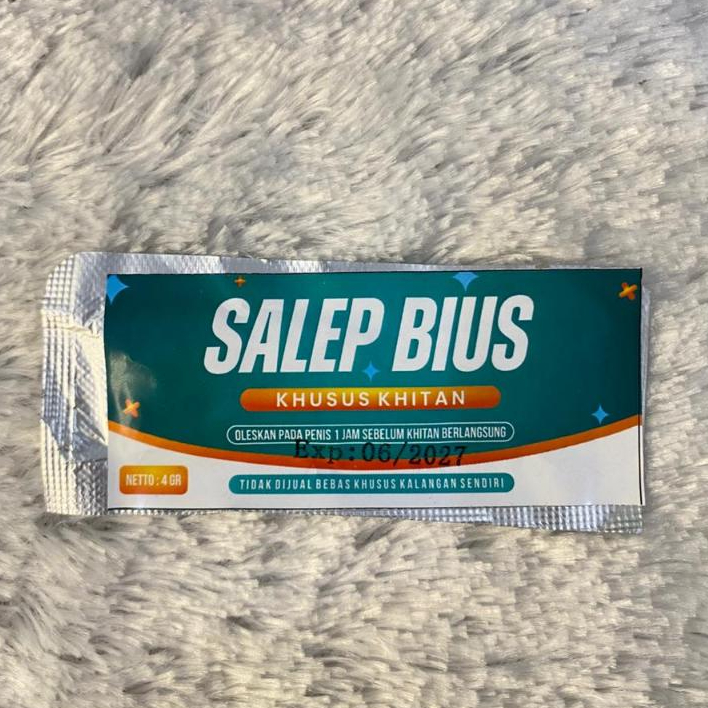 SALEP BIUS
KHUSUS KHITAN
OLESKAN PADA PENIS 1 JAM SEBELUM KHITAN BERLANGSUNG
Exp:06/2027
NETTO : 4 GR
TIDAK DIJUAL BEBAS KHUSUS KALANGAN SENDIRI